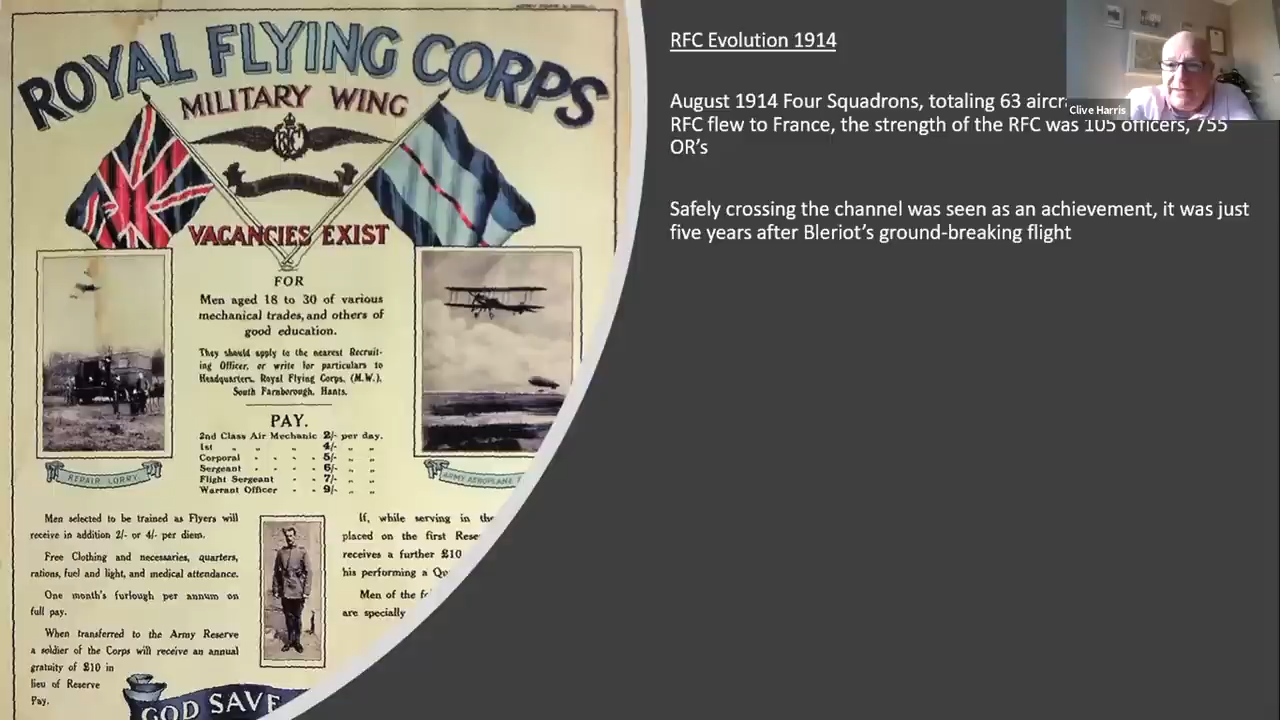 ROYAL FLYING CORPS
MILITARY WING
VACANCIES EXIST
FOR
Men aged 18 to 30 of various
mechanical trades, and others of
good education.
They should apply to the nearest Recruit-
ing Officer, or write for particulars to
Headquarters, Royal Flying Corps, (M.W.),
South Farnborough, Hants.
PAY.
2nd Class Air Mechanic 2/- per day.
1st " " " 4/- " "
Corporal - - - - 5/- " "
Sergeant - - - - 6/- " "
Flight Sergeant - - 7/- " "
Warrant Officer - - 9/- " "
REPAIR LORRY
ARMY AEROPLANE
Men selected to be trained as Flyers will
receive in addition 2/- or 4/- per diem.
Free Clothing and necessaries, quarters,
rations, fuel and light, and medical attendance.
One month's furlough per annum on
full pay.
When transferred to the Army Reserve
a soldier of the Corps will receive an annual
gratuity of £10 in
lieu of Reserve
Pay.
If, while serving in the
placed on the first
receives a further £10
his performing a
Men of the
are specially
GOD SAVE
RFC Evolution 1914
August 1914 Four Squadrons, totaling 63
RFC flew to France, the strength of the RFC was 105 officers, 755
OR's
Safely crossing the channel was seen as an achievement, it was just
five years after Bleriot's ground-breaking flight
Clive Harris